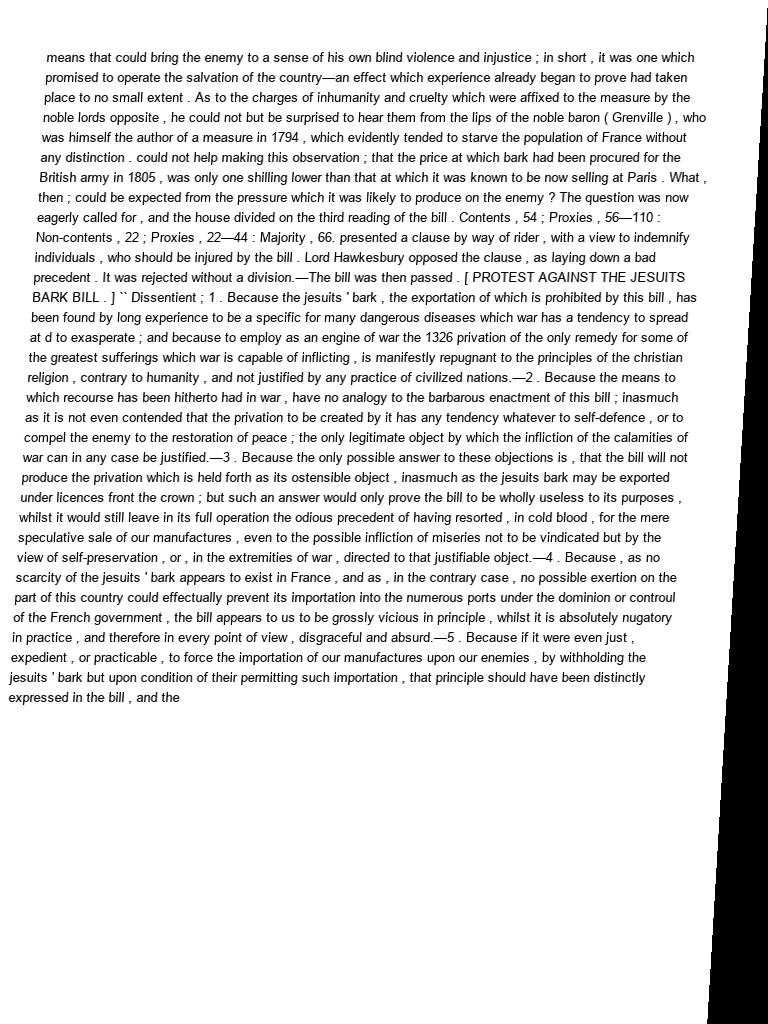 means that could bring the enemy to a sense of his own blind violence and injustice ; in short , it was one which
promised to operate the salvation of the country—an effect which experience already began to prove had taken
place to no small extent . As to the charges of inhumanity and cruelty which were affixed to the measure by the
noble lords opposite , he could not but be surprised to hear them from the lips of the noble baron ( Grenville ) , who
was himself the author of a measure in 1794 , which evidently tended to starve the population of France without
any distinction . could not help making this observation ; that the price at which bark had been procured for the
British army in 1805 , was only one shilling lower than that at which it was known to be now selling at Paris . What ,
then ; could be expected from the pressure which it was likely to produce on the enemy ? The question was now
eagerly called for , and the house divided on the third reading of the bill . Contents , 54 ; Proxies , 56—110 :
Non-contents , 22 ; Proxies , 22—44 : Majority , 66. presented a clause by way of rider , with a view to indemnify
individuals , who should be injured by the bill . Lord Hawkesbury opposed the clause , as laying down a bad
precedent . It was rejected without a division.—The bill was then passed . [ PROTEST AGAINST THE JESUITS
BARK BILL . ] `` Dissentient ; 1 . Because the jesuits ' bark , the exportation of which is prohibited by this bill , has
been found by long experience to be a specific for many dangerous diseases which war has a tendency to spread
at d to exasperate ; and because to employ as an engine of war the 1326 privation of the only remedy for some of
the greatest sufferings which war is capable of inflicting , is manifestly repugnant to the principles of the christian
religion , contrary to humanity , and not justified by any practice of civilized nations.—2 . Because the means to
which recourse has been hitherto had in war , have no analogy to the barbarous enactment of this bill ; inasmuch
as it is not even contended that the privation to be created by it has any tendency whatever to self-defence , or to
compel the enemy to the restoration of peace ; the only legitimate object by which the infliction of the calamities of
war can in any case be justified.—3 . Because the only possible answer to these objections is , that the bill will not
produce the privation which is held forth as its ostensible object , inasmuch as the jesuits bark may be exported
under licences front the crown ; but such an answer would only prove the bill to be wholly useless to its purposes ,
whilst it would still leave in its full operation the odious precedent of having resorted , in cold blood , for the mere
speculative sale of our manufactures , even to the possible infliction of miseries not to be vindicated but by the
view of self-preservation , or , in the extremities of war , directed to that justifiable object.—4 . Because , as no
scarcity of the jesuits ' bark appears to exist in France , and as , in the contrary case , no possible exertion on the
part of this country could effectually prevent its importation into the numerous ports under the dominion or controul
of the French government , the bill appears to us to be grossly vicious in principle , whilst it is absolutely nugatory
in practice , and therefore in every point of view , disgraceful and absurd.—5 . Because if it were even just ,
expedient , or practicable , to force the importation of our manufactures upon our enemies , by withholding the
jesuits ' bark but upon condition of their permitting such importation , that principle should have been distinctly
expressed in the bill , and the